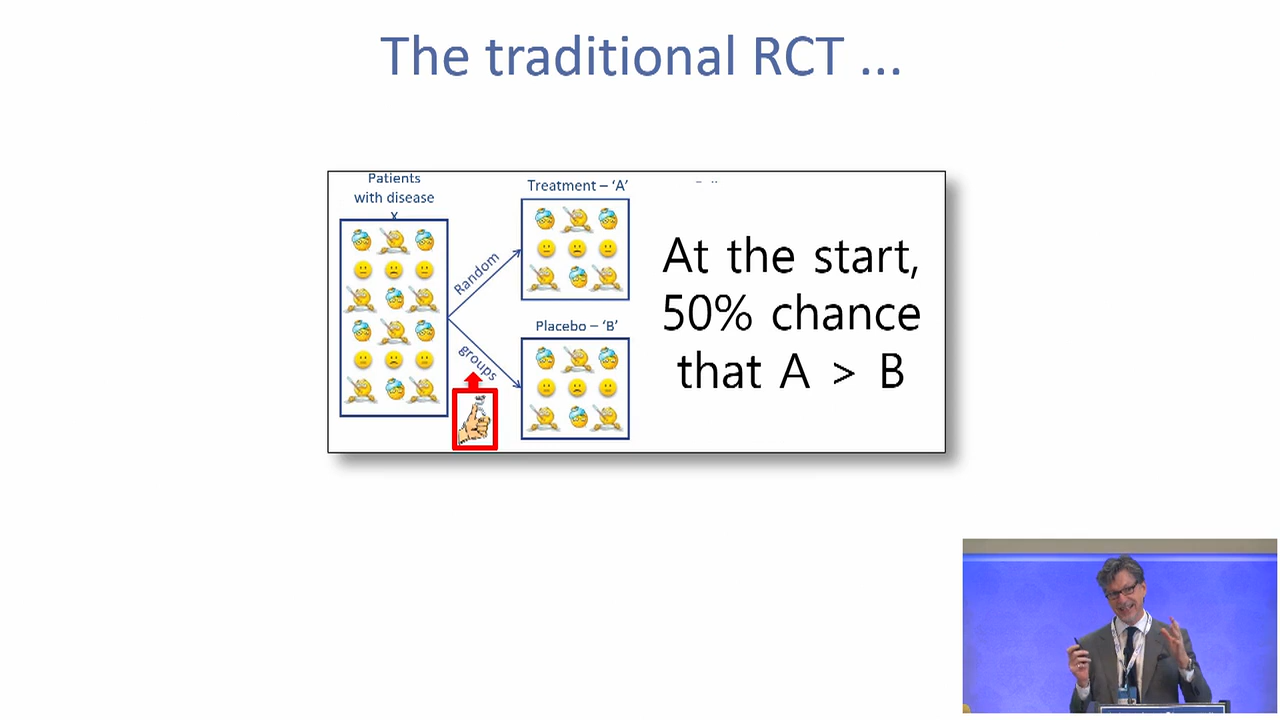 The traditional RCT ...
Patients
with disease
X
Random
groups
Treatment – ‘A’
Placebo – ‘B’
At the start,
50% chance
that A > B